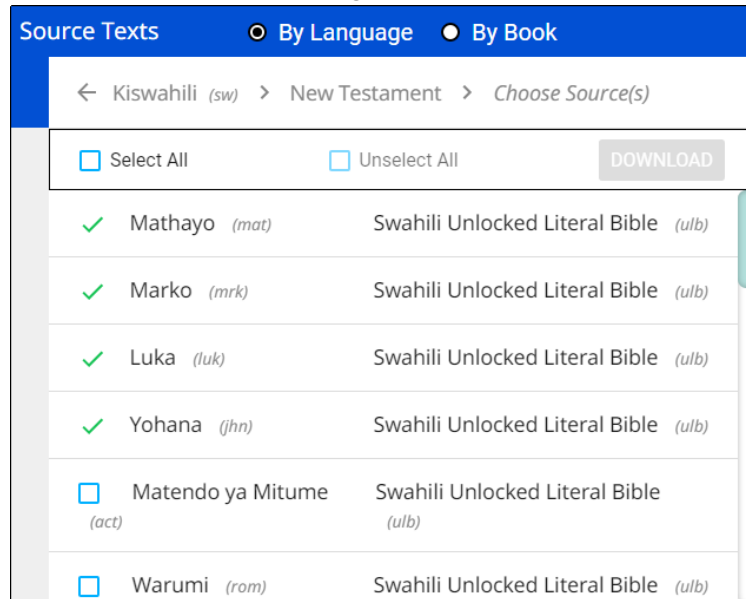 Source Texts By Language By Book
Kiswahili (sw) > New Testament > Choose Source(s)
Select All Unselect All DOWNLOAD
Mathayo (mat) Swahili Unlocked Literal Bible (ulb)
Marko (mrk) Swahili Unlocked Literal Bible (ulb)
Luka (luk) Swahili Unlocked Literal Bible (ulb)
Yohana (jhn) Swahili Unlocked Literal Bible (ulb)
Matendo ya Mitume Swahili Unlocked Literal Bible
(act) (ulb)
Warumi (rom) Swahili Unlocked Literal Bible (ulb)